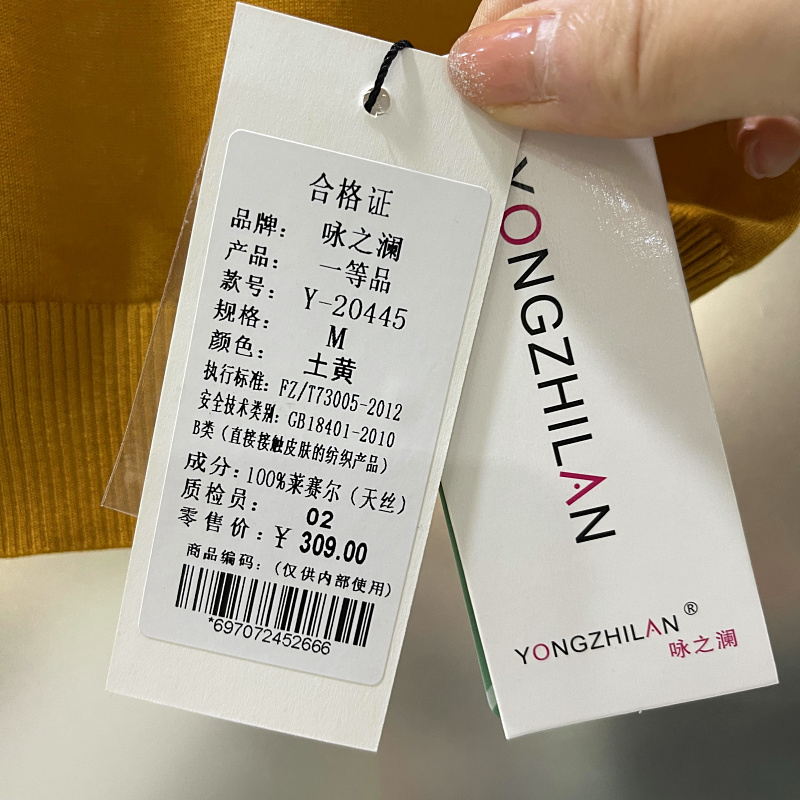 合格证
品牌： 咏之澜
产品： 一等品
款号： Y-20445
规格： M
颜色： 土黄
执行标准：FZ/T73005-2012
安全技术类别：GB18401-2010
B类（直接接触皮肤的纺织产品）
成分：100%莱赛尔（天丝）
质检员： 02
零售价：￥ 309.00
商品编码：（仅供内部使用）
*697072452666
YONGZHILAN
YONGZHILAN®
咏之澜